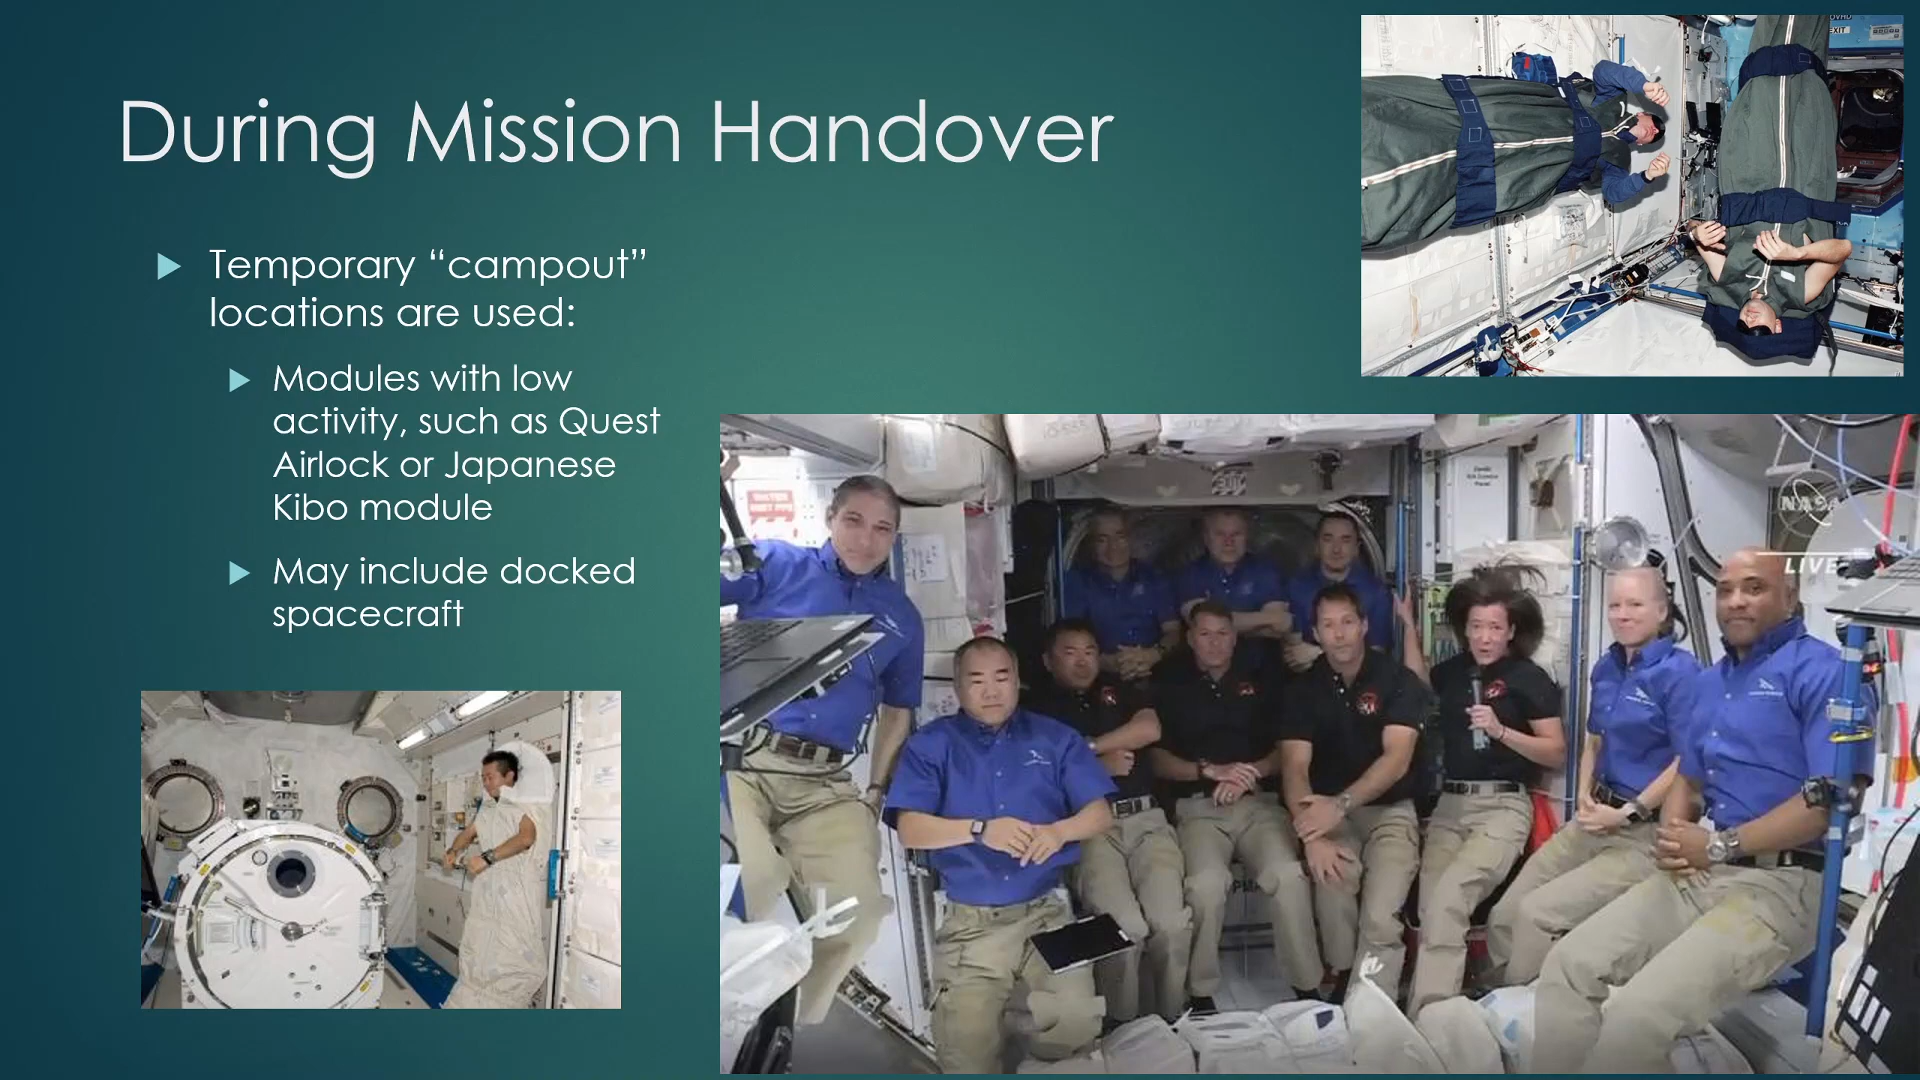 During Mission Handover
Temporary “campout”
locations are used:
Modules with low
activity, such as Quest
Airlock or Japanese
Kibo module
May include docked
spacecraft
EXIT
NASA
LIVE